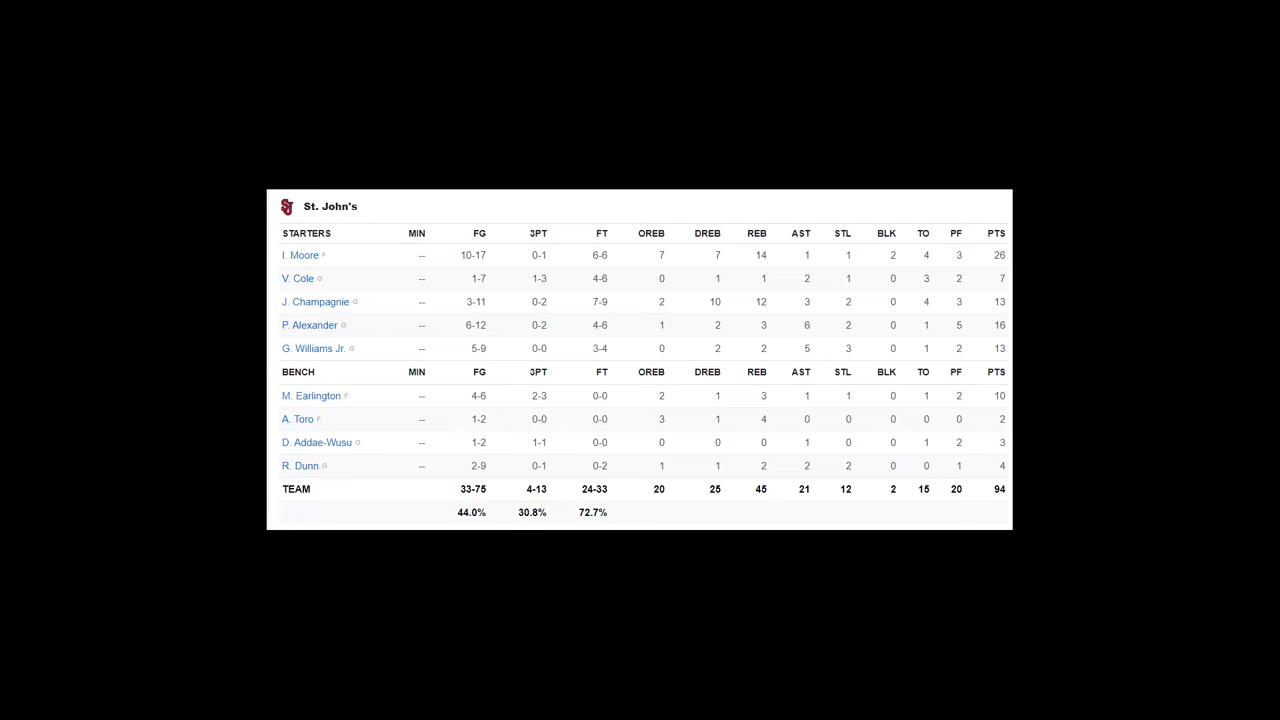 St. John's
STARTERS MIN FG 3PT FT OREB DREB REB AST STL BLK TO PF PTS
I. Moore F -- 10-17 0-1 6-6 7 7 14 1 1 2 4 3 26
V. Cole G -- 1-7 1-3 4-6 0 1 1 2 1 0 3 2 7
J. Champagnie G -- 3-11 0-2 7-9 2 10 12 3 2 0 4 3 13
P. Alexander G -- 6-12 0-2 4-6 1 2 3 6 2 0 1 5 16
G. Williams Jr. G -- 5-9 0-0 3-4 0 2 2 5 3 0 1 2 13
BENCH MIN FG 3PT FT OREB DREB REB AST STL BLK TO PF PTS
M. Earlington F -- 4-6 2-3 0-0 2 1 3 1 1 0 1 2 10
A. Toro F -- 1-2 0-0 0-0 3 1 4 0 0 0 0 0 2
D. Addae-Wusu G -- 1-2 1-1 0-0 0 0 0 1 0 0 1 2 3
R. Dunn G -- 2-9 0-1 0-2 1 1 2 2 2 0 0 1 4
TEAM 33-75 4-13 24-33 20 25 45 21 12 2 15 20 94
44.0% 30.8% 72.7%